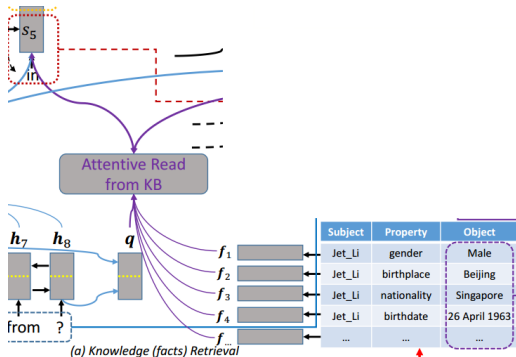 s5
in
Attentive Read
from KB
h7 h8 q
Subject Property Object
f1 Jet_Li gender Male
f2 Jet_Li birthplace Beijing
f3 Jet_Li nationality Singapore
f4 Jet_Li birthdate 26 April 1963
f... ... ... ...
from ?
(a) Knowledge (facts) Retrieval